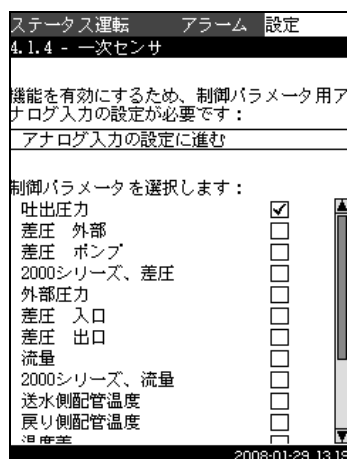 ステータス 運転 アラーム 設定
4.1.4 - 一次センサ
機能を有効にするため、制御パラメータ用ア
ナログ入力の設定が必要です：
アナログ入力の設定に進む
制御パラメータを選択します：
吐出圧力
差圧 外部
差圧 ポンプ
2000シリーズ、差圧
外部圧力
差圧 入口
差圧 出口
流量
2000シリーズ、流量
送水側配管温度
戻り側配管温度
温度差
2008-01-29 13:19